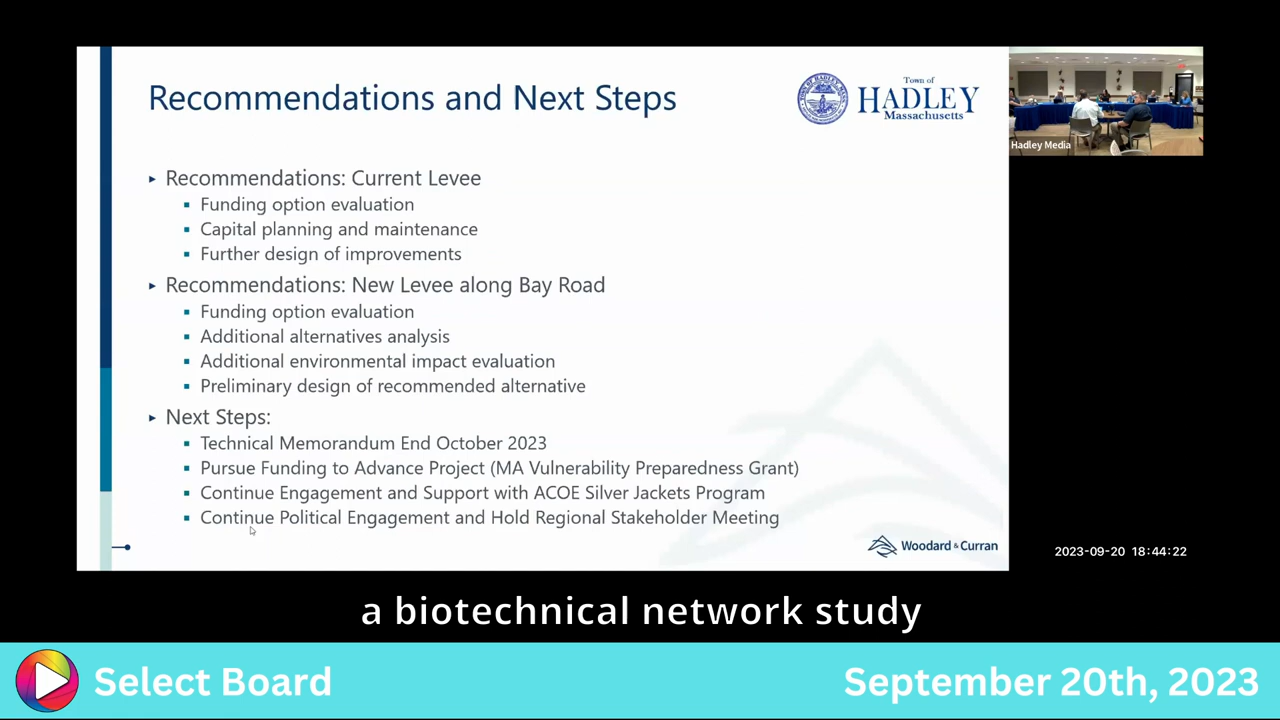 Recommendations and Next Steps
Town of
HADLEY
Massachusetts
Hadley Media
Recommendations: Current Levee
Funding option evaluation
Capital planning and maintenance
Further design of improvements
Recommendations: New Levee along Bay Road
Funding option evaluation
Additional alternatives analysis
Additional environmental impact evaluation
Preliminary design of recommended alternative
Next Steps:
Technical Memorandum End October 2023
Pursue Funding to Advance Project (MA Vulnerability Preparedness Grant)
Continue Engagement and Support with ACOE Silver Jackets Program
Continue Political Engagement and Hold Regional Stakeholder Meeting
Woodard & Curran
2023-09-20 18:44:22
a biotechnical network study
Select Board
September 20th, 2023